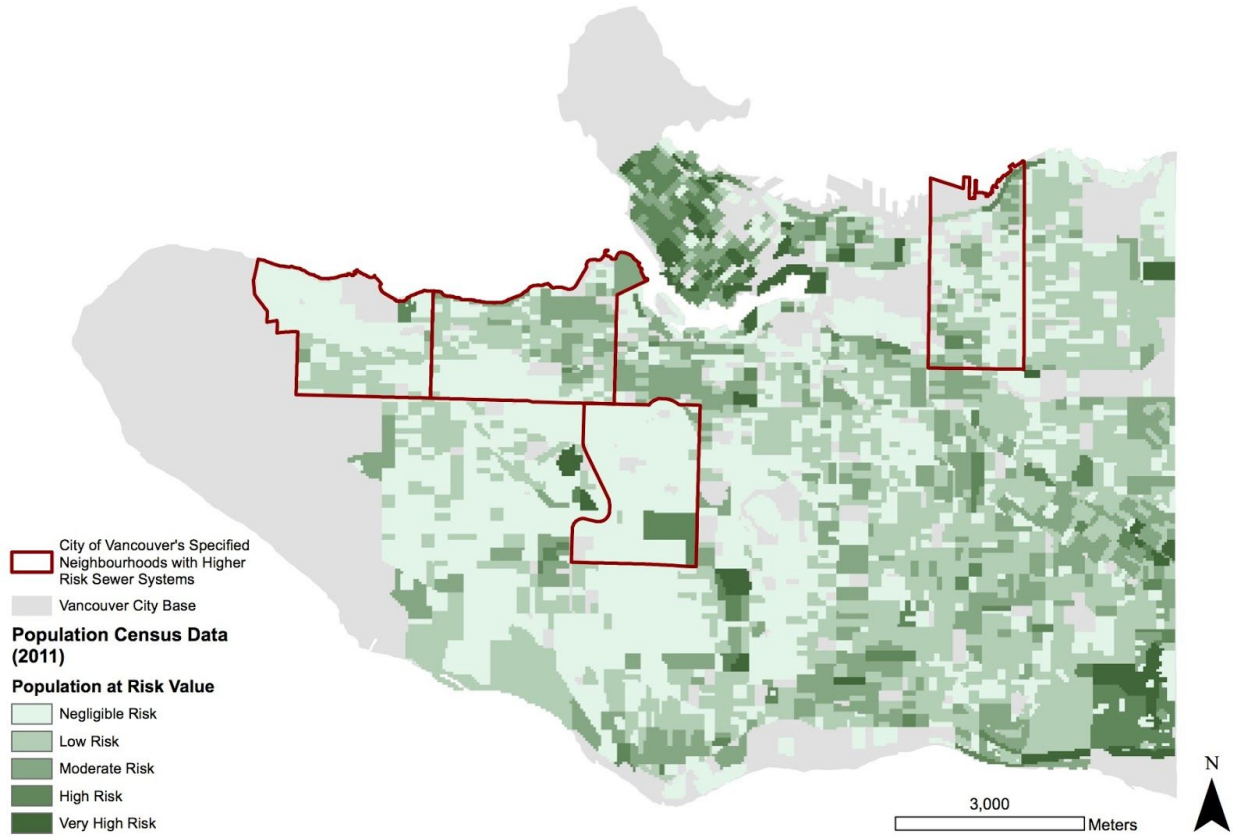 City of Vancouver's Specified
Neighbourhoods with Higher
Risk Sewer Systems
Vancouver City Base
Population Census Data
(2011)
Population at Risk Value
Negligible Risk
Low Risk
Moderate Risk
High Risk
Very High Risk
3,000
Meters
N